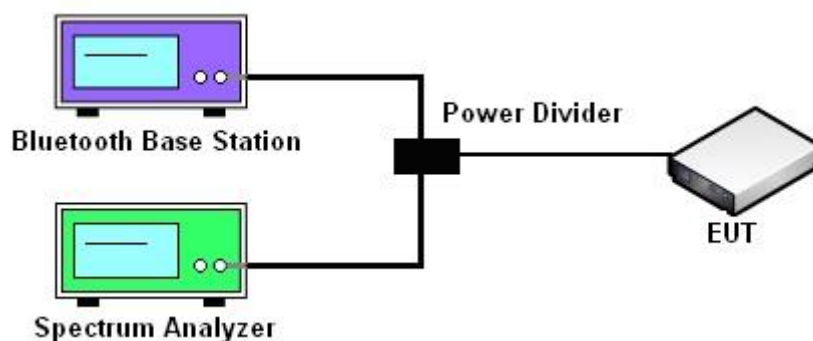 Bluetooth Base Station
Power Divider
EUT
Spectrum Analyzer